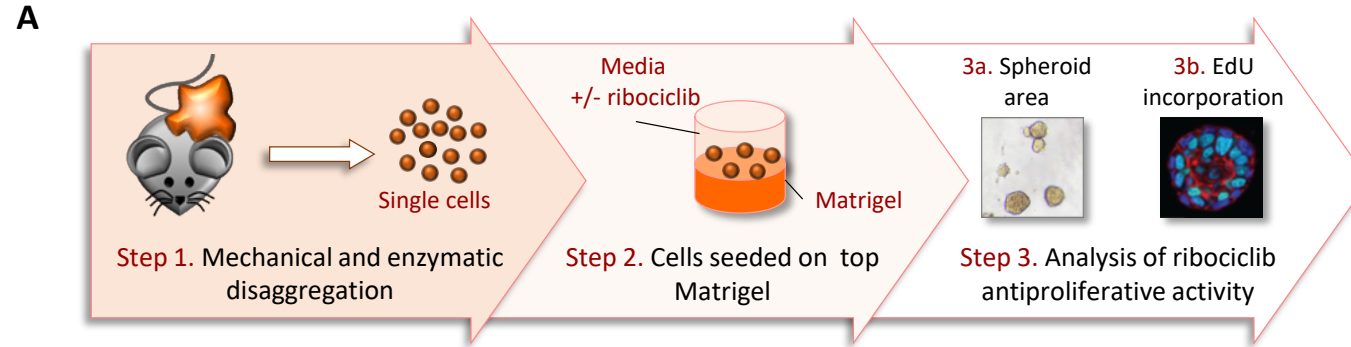 A
Single cells
Step 1. Mechanical and enzymatic
disaggregation
Media
+/- ribociclib
Matrigel
Step 2. Cells seeded on top
Matrigel
3a. Spheroid
area
3b. EdU
incorporation
Step 3. Analysis of ribociclib
antiproliferative activity